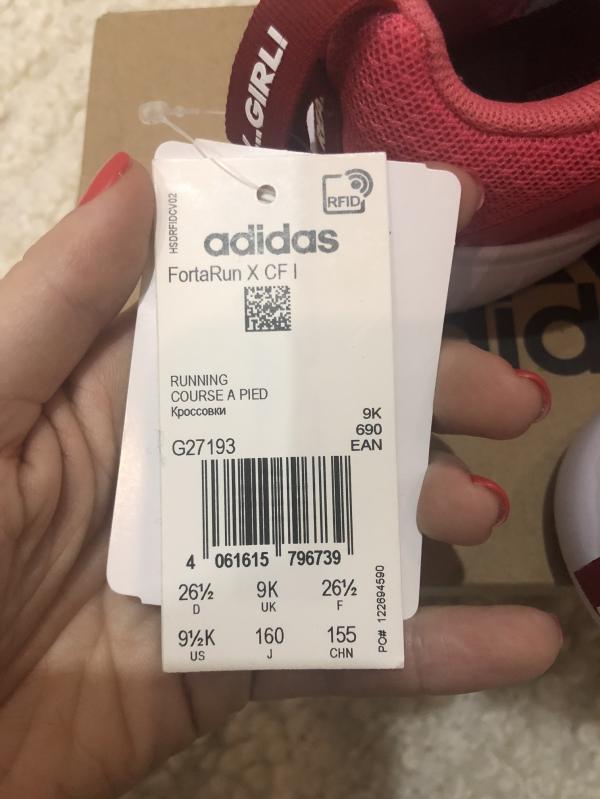 GIRL!
HSDRFIDCV02
RFID
adidas
FortaRun X CF I
RUNNING
COURSE A PIED
Кроссовки
9K
690
EAN
G27193
4 061615 796739
26½ 9K 26½
D UK F
9½K 160 155
US J CHN
PO# 122694590